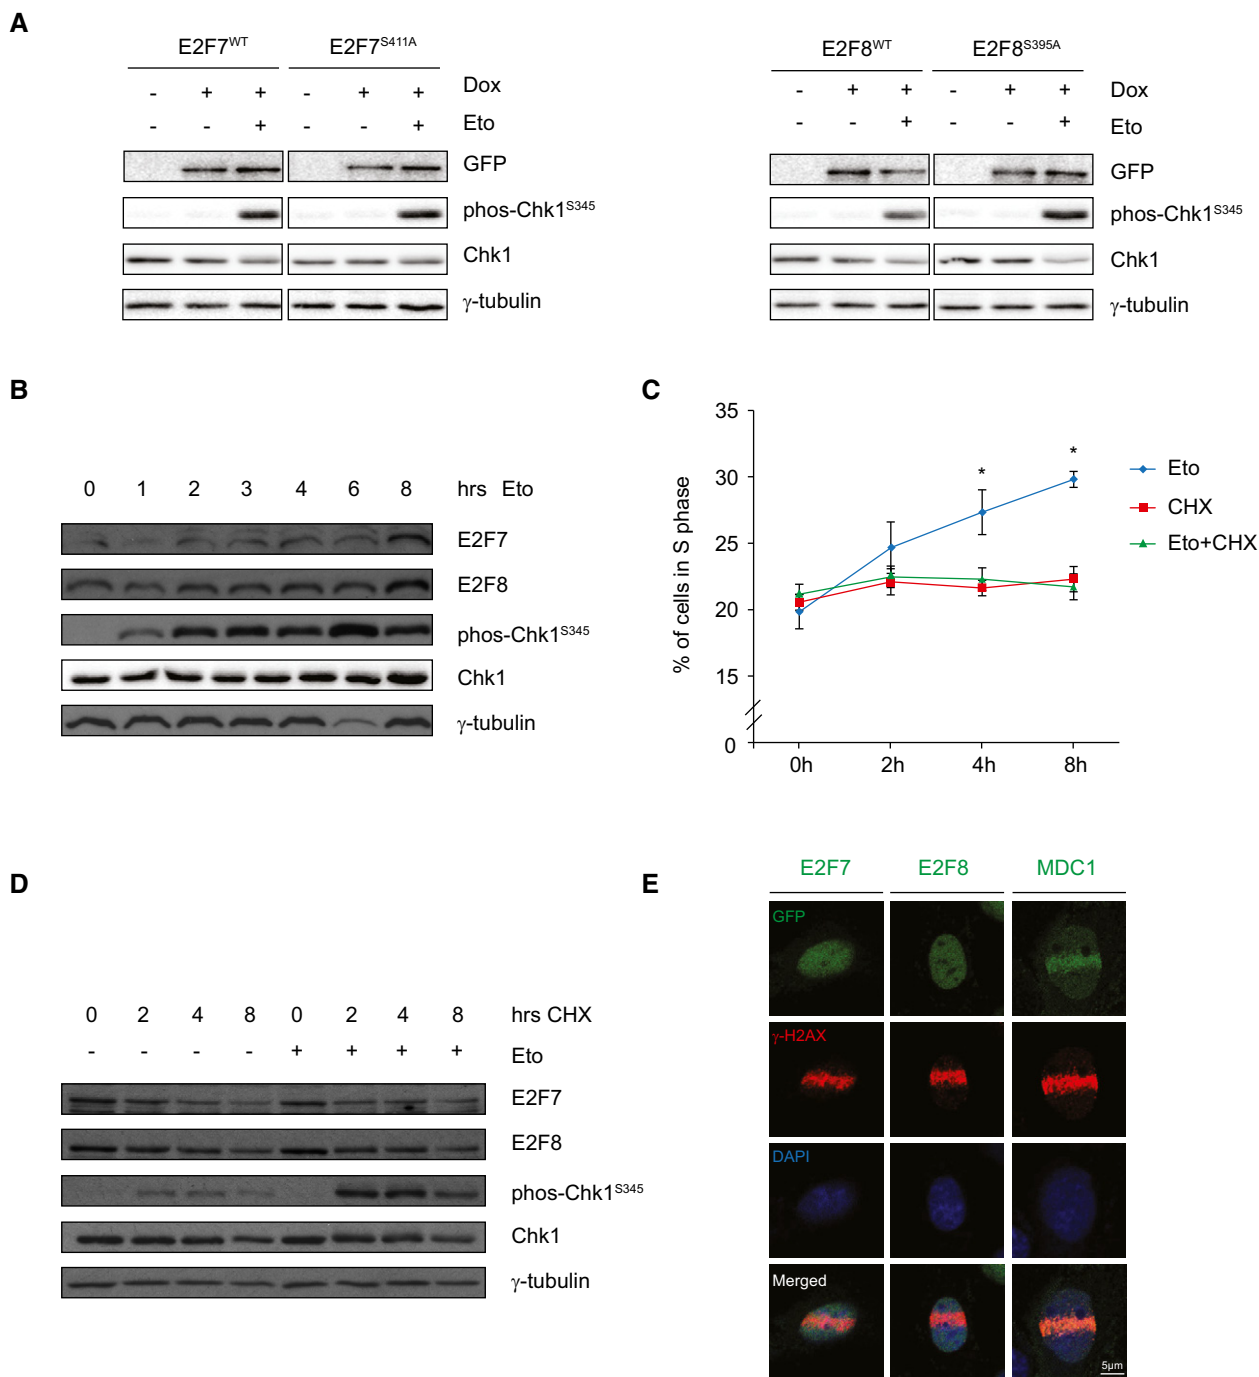 A
E2F7WT E2F7S411A
- + + - + + Dox
- - + - - + Eto
GFP
phos-Chk1S345
Chk1
γ-tubulin
E2F8WT E2F8S395A
- + + - + + Dox
- - + - - + Eto
GFP
phos-Chk1S345
Chk1
γ-tubulin
B
0 1 2 3 4 6 8 hrs Eto
E2F7
E2F8
phos-Chk1S345
Chk1
γ-tubulin
C
% of cells in S phase
35
30
25
20
15
0
0h 2h 4h 8h
* *
Eto
CHX
Eto+CHX
D
0 2 4 8 0 2 4 8 hrs CHX
- - - - + + + + Eto
E2F7
E2F8
phos-Chk1S345
Chk1
γ-tubulin
E
E2F7 E2F8 MDC1
GFP
γ-H2AX
DAPI
Merged
5µm